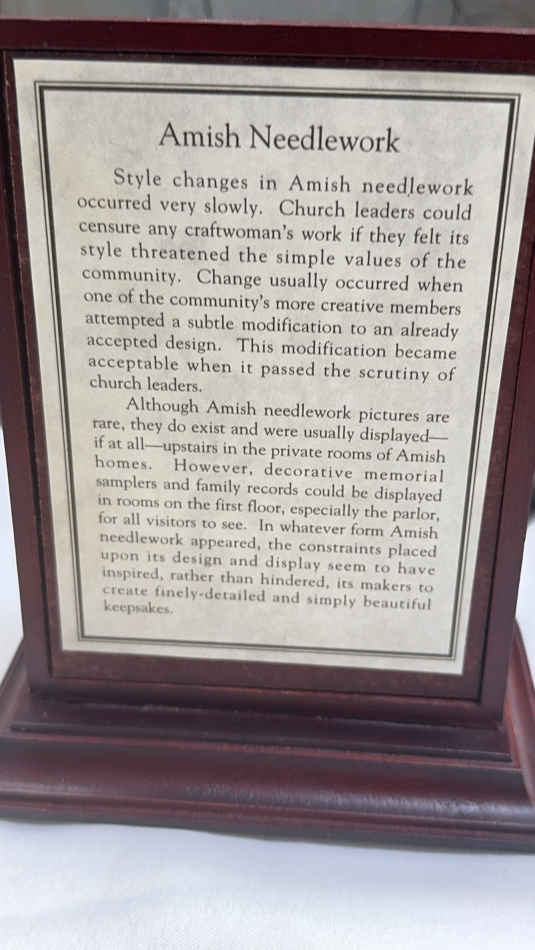 Amish Needlework
Style changes in Amish needlework
occurred very slowly. Church leaders could
censure any craftwoman's work if they felt its
style threatened the simple values of the
community. Change usually occurred when
one of the community's more creative members
attempted a subtle modification to an already
accepted design. This modification became
acceptable when it passed the scrutiny of
church leaders.
Although Amish needlework pictures are
rare, they do exist and were usually displayed—
if at all—upstairs in the private rooms of Amish
homes. However, decorative memorial
samplers and family records could be displayed
in rooms on the first floor, especially the parlor,
for all visitors to see. In whatever form Amish
needlework appeared, the constraints placed
upon its design and display seem to have
inspired, rather than hindered, its makers to
create finely-detailed and simply beautiful
keepsakes.